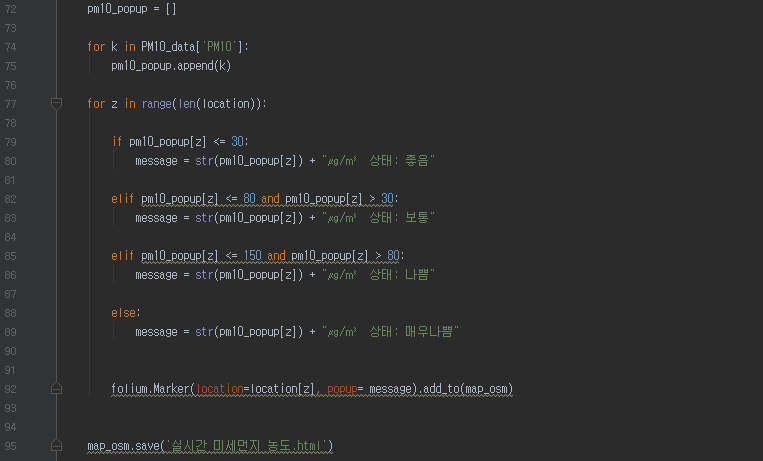 72 pm10_popup = []
73
74 for k in PM10_data['PM10']:
75     pm10_popup.append(k)
76
77 for z in range(len(location)):
78
79     if pm10_popup[z] <= 30:
80         message = str(pm10_popup[z]) + "㎍/m³  상태: 좋음"
81
82     elif pm10_popup[z] <= 80 and pm10_popup[z] > 30:
83         message = str(pm10_popup[z]) + "㎍/m³  상태: 보통"
84
85     elif pm10_popup[z] <= 150 and pm10_popup[z] > 80:
86         message = str(pm10_popup[z]) + "㎍/m³  상태: 나쁨"
87
88     else:
89         message = str(pm10_popup[z]) + "㎍/m³  상태: 매우나쁨"
90
91
92     folium.Marker(location=location[z], popup= message).add_to(map_osm)
93
94
95 map_osm.save('실시간 미세먼지 농도.html')